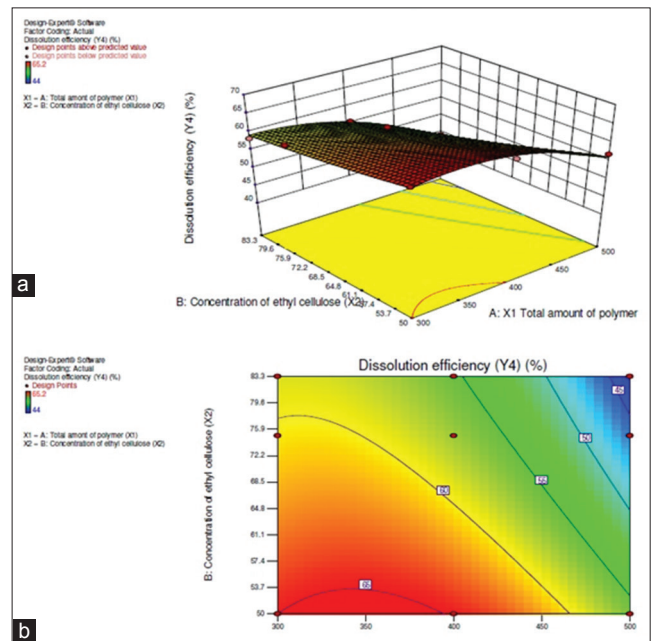 Design-Expert® Software
Factor Coding: Actual
Dissolution efficiency (Y4) (%)
Design points above predicted value
Design points below predicted value
65.2
44
X1 = A: Total amont of polymer (X1)
X2 = B: Concentration of ethyl cellulose (X2)
Dissolution efficiency (Y4) (%)
70
65
60
55
50
45
40
83.3
79.6
75.9
72.2
68.5
64.8
61.1
57.4
53.7
50
300
350
400
450
500
B: Concentration of ethyl cellulose (X2)
A: X1 Total amount of polymer
a
Design-Expert® Software
Factor Coding: Actual
Dissolution efficiency (Y4) (%)
Design Points
65.2
44
X1 = A: Total amont of polymer (X1)
X2 = B: Concentration of ethyl cellulose (X2)
Dissolution efficiency (Y4) (%)
B: Concentration of ethyl cellulose (X2)
83.3
79.6
75.9
72.2
68.5
64.8
61.1
57.4
53.7
50
45
50
55
60
65
300
350
400
450
500
b